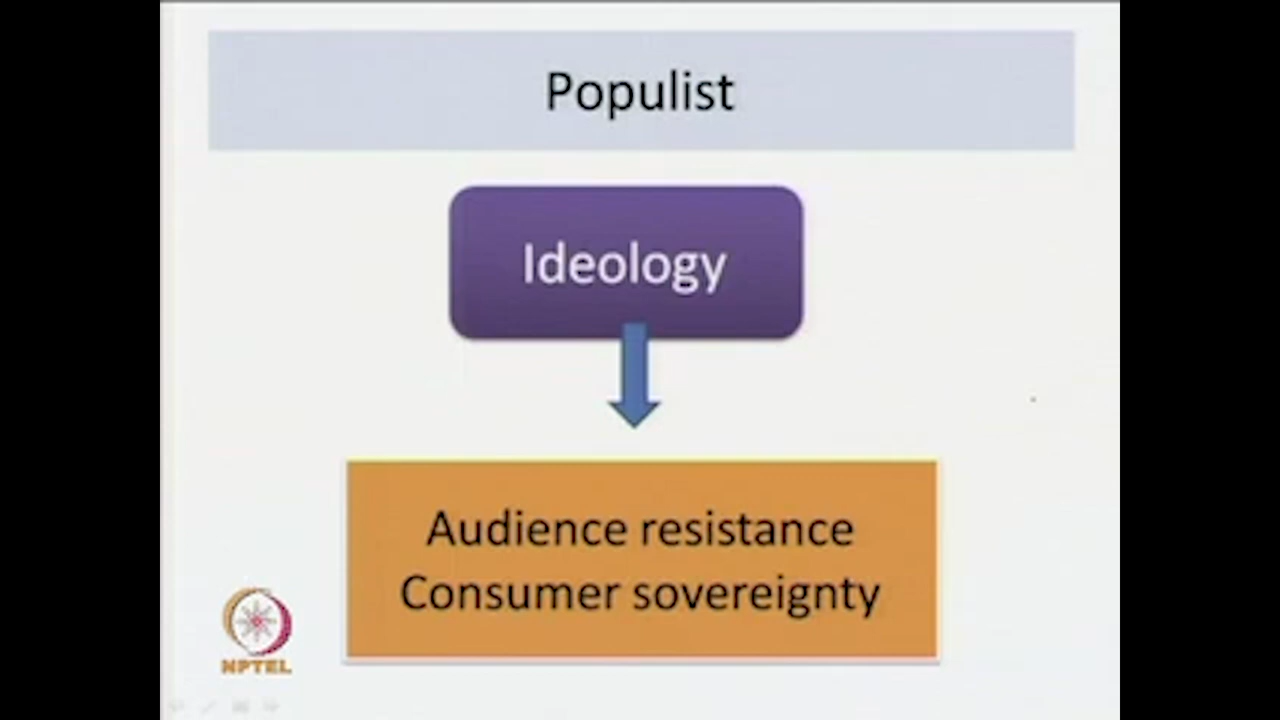 Populist
Ideology
Audience resistance
Consumer sovereignty
NPTEL